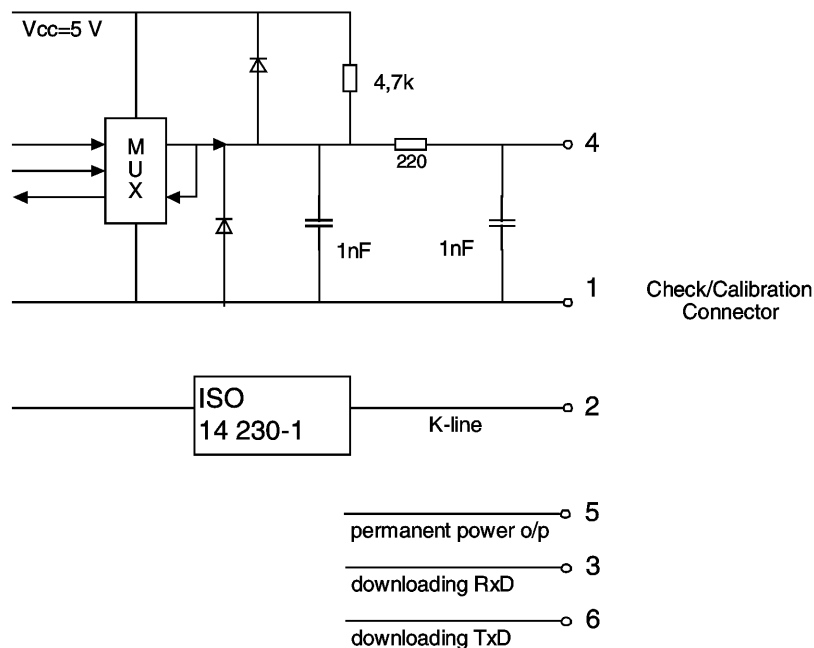 Vcc=5 V
4,7k
M
U
X
4
220
1nF
1nF
1
Check/Calibration
Connector
ISO
14 230-1
K-line
2
permanent power o/p
5
downloading RxD
3
downloading TxD
6